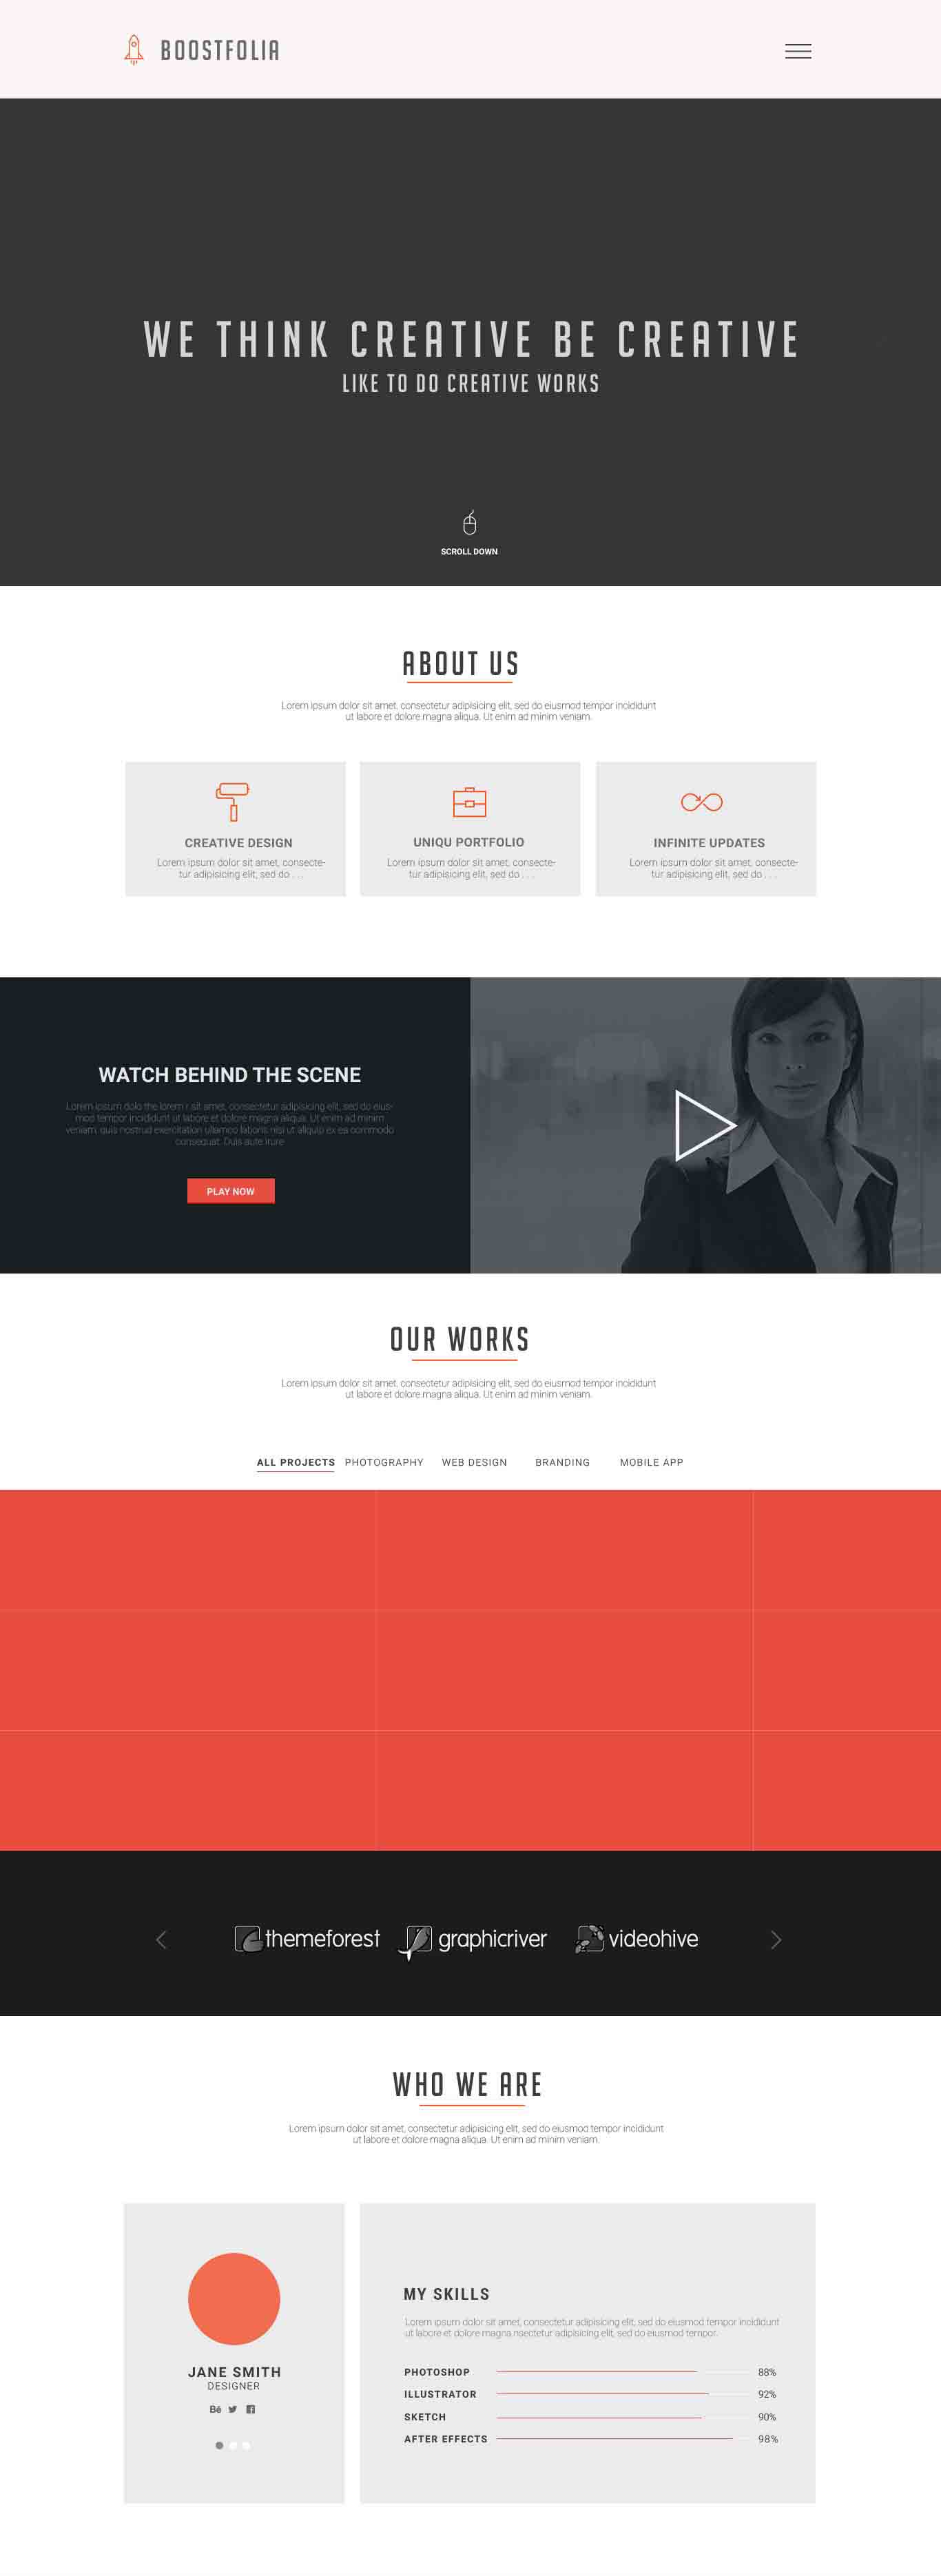 BOOSTFOLIA
WE THINK CREATIVE BE CREATIVE
LIKE TO DO CREATIVE WORKS
SCROLL DOWN
ABOUT US
Lorem ipsum dolor sit amet, consectetur adipisicing elit, sed do eiusmod tempor incididunt
ut labore et dolore magna aliqua. Ut enim ad minim veniam.
CREATIVE DESIGN
Lorem ipsum dolor sit amet, consecte-
tur adipisicing elit, sed do . . .
UNIQU PORTFOLIO
Lorem ipsum dolor sit amet, consecte-
tur adipisicing elit, sed do . . .
INFINITE UPDATES
Lorem ipsum dolor sit amet, consecte-
tur adipisicing elit, sed do . . .
WATCH BEHIND THE SCENE
Lorem ipsum dolo the lorem r sit amet, consectetur adipisicing elit, sed do eius-
mod tempor incididunt ut labore et dolore magna aliqua. Ut enim ad minim
veniam, quis nostrud exercitation ullamco laboris nisi ut aliquip ex ea commodo
consequat. Duis aute irure
PLAY NOW
OUR WORKS
Lorem ipsum dolor sit amet, consectetur adipisicing elit, sed do eiusmod tempor incididunt
ut labore et dolore magna aliqua. Ut enim ad minim veniam.
ALL PROJECTS PHOTOGRAPHY WEB DESIGN BRANDING MOBILE APP
themeforest graphicriver videohive
WHO WE ARE
Lorem ipsum dolor sit amet, consectetur adipisicing elit, sed do eiusmod tempor incididunt
ut labore et dolore magna aliqua. Ut enim ad minim veniam.
JANE SMITH
DESIGNER
Bē
MY SKILLS
Lorem ipsum dolor sit amet, consectetur adipisicing elit, sed do eiusmod tempor incididunt
ut labore et dolore magna.nsectetur adipisicing elit, sed do eiusmod tempor.
PHOTOSHOP 88%
ILLUSTRATOR 92%
SKETCH 90%
AFTER EFFECTS 98%